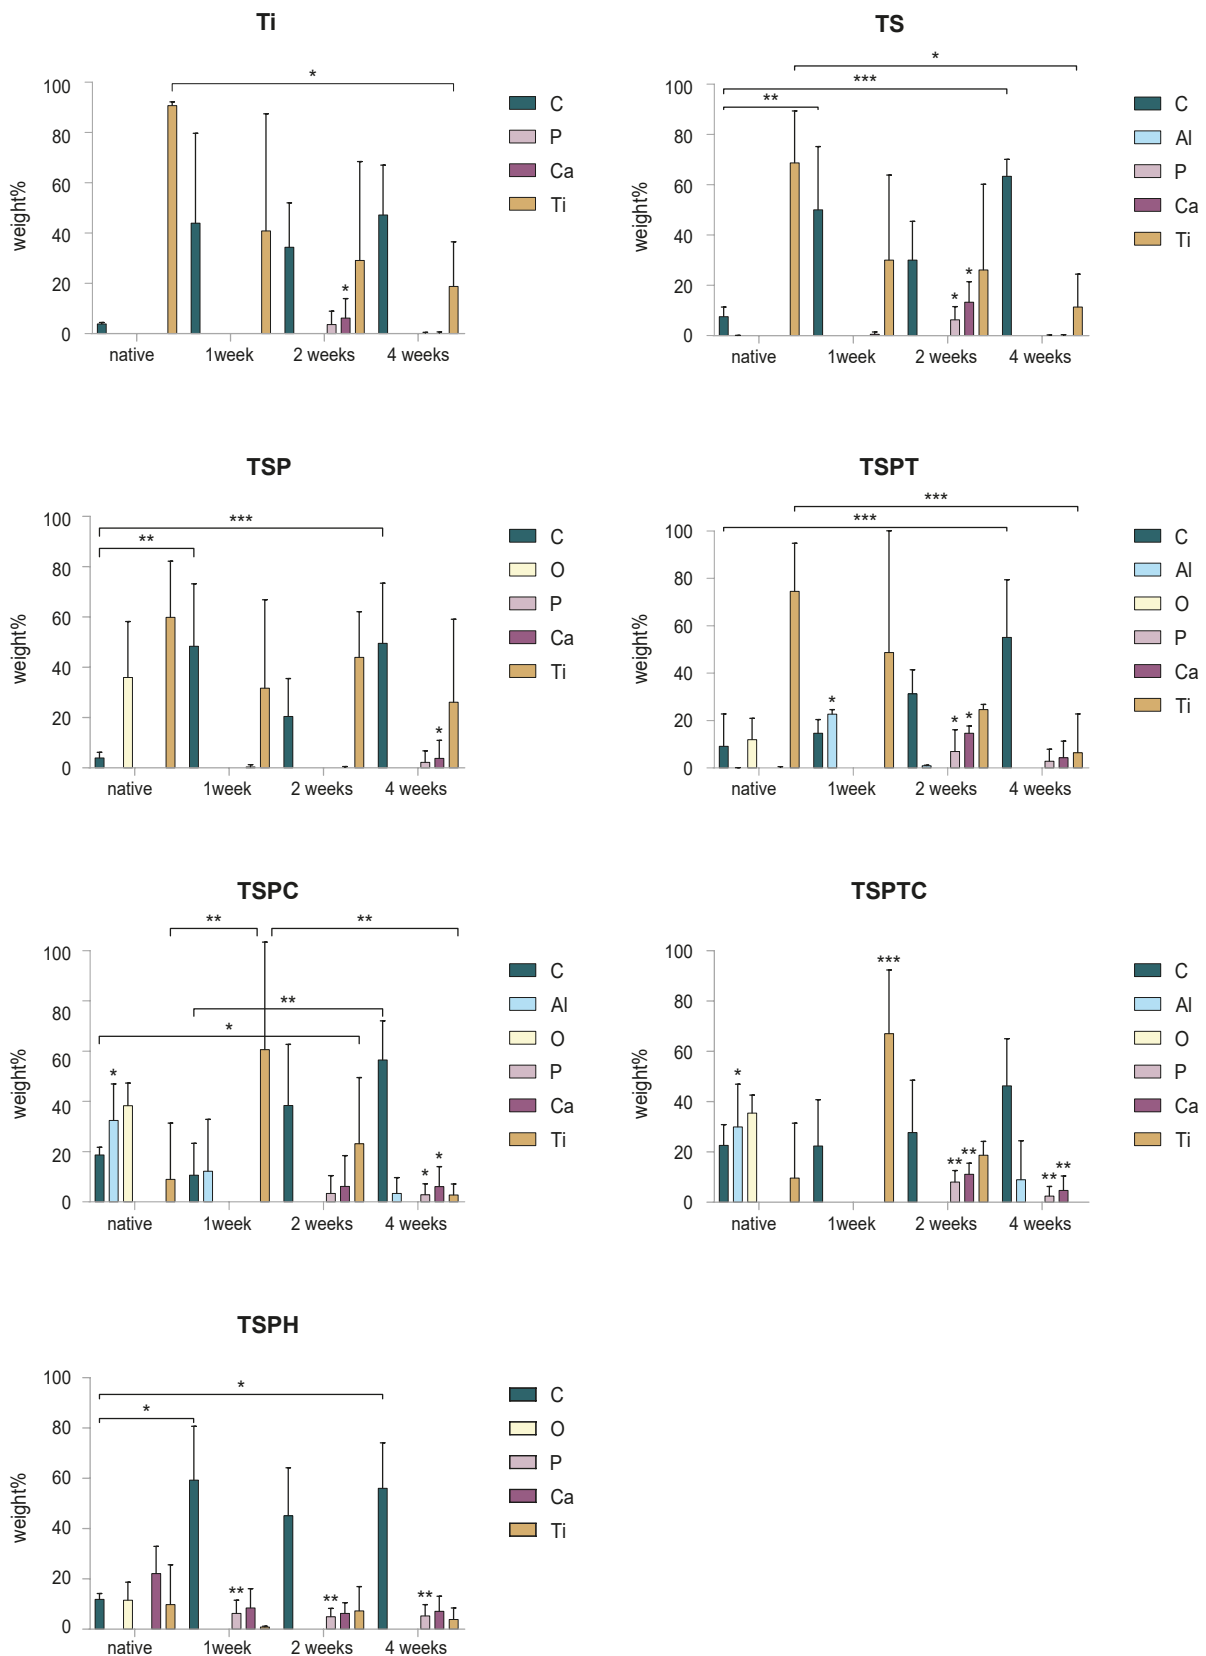 Ti
*
100
80
60
40
20
0
weight%
native 1week 2 weeks 4 weeks
*
C
P
Ca
Ti
TS
*
***
**
100
80
60
40
20
0
weight%
* *
native 1week 2 weeks 4 weeks
C
Al
P
Ca
Ti
TSP
***
**
100
80
60
40
20
0
weight%
*
native 1week 2 weeks 4 weeks
C
O
P
Ca
Ti
TSPT
***
***
100
80
60
40
20
0
weight%
* * *
native 1week 2 weeks 4 weeks
C
Al
O
P
Ca
Ti
TSPC
** **
**
*
100
80
60
40
20
0
weight%
* * *
native 1week 2 weeks 4 weeks
C
Al
O
P
Ca
Ti
TSPTC
***
100
80
60
40
20
0
weight%
* ** ** ** **
native 1week 2 weeks 4 weeks
C
Al
O
P
Ca
Ti
TSPH
*
*
100
80
60
40
20
0
weight%
** ** **
native 1week 2 weeks 4 weeks
C
O
P
Ca
Ti